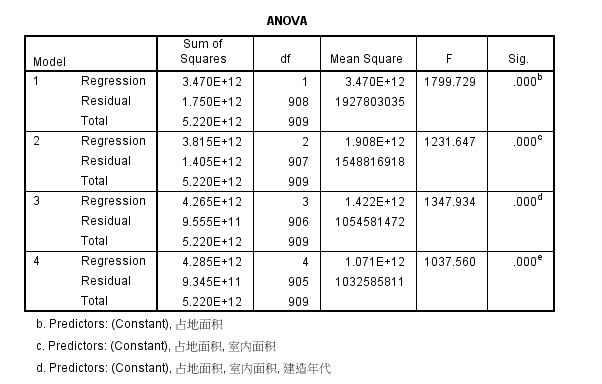 ANOVA
Model Sum of Squares df Mean Square F Sig.
1 Regression 3.470E+12 1 3.470E+12 1799.729 .000b
Residual 1.750E+12 908 1927803035
Total 5.220E+12 909
2 Regression 3.815E+12 2 1.908E+12 1231.647 .000c
Residual 1.405E+12 907 1548816918
Total 5.220E+12 909
3 Regression 4.265E+12 3 1.422E+12 1347.934 .000d
Residual 9.555E+11 906 1054581472
Total 5.220E+12 909
4 Regression 4.285E+12 4 1.071E+12 1037.560 .000e
Residual 9.345E+11 905 1032585811
Total 5.220E+12 909
b. Predictors: (Constant), 占地面积
c. Predictors: (Constant), 占地面积, 室内面积
d. Predictors: (Constant), 占地面积, 室内面积, 建造年代